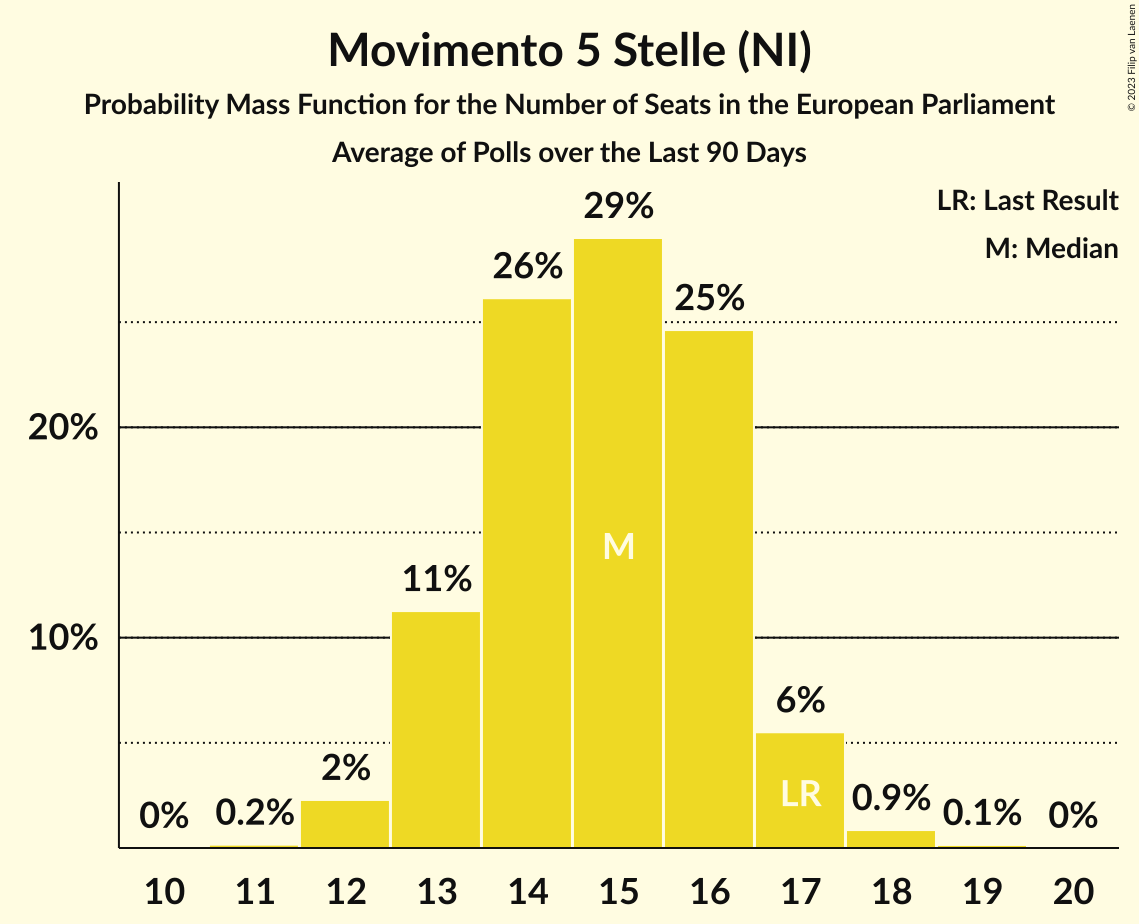 Movimento 5 Stelle (NI)
Probability Mass Function for the Number of Seats in the European Parliament
Average of Polls over the Last 90 Days
© 2023 Filip van Laenen
LR: Last Result
M: Median
29%
26%
25%
20%
M
11%
10%
6%
2%
LR
0%
0.2%
0.9%
0.1%
0%
10 11 12 13 14 15 16 17 18 19 20